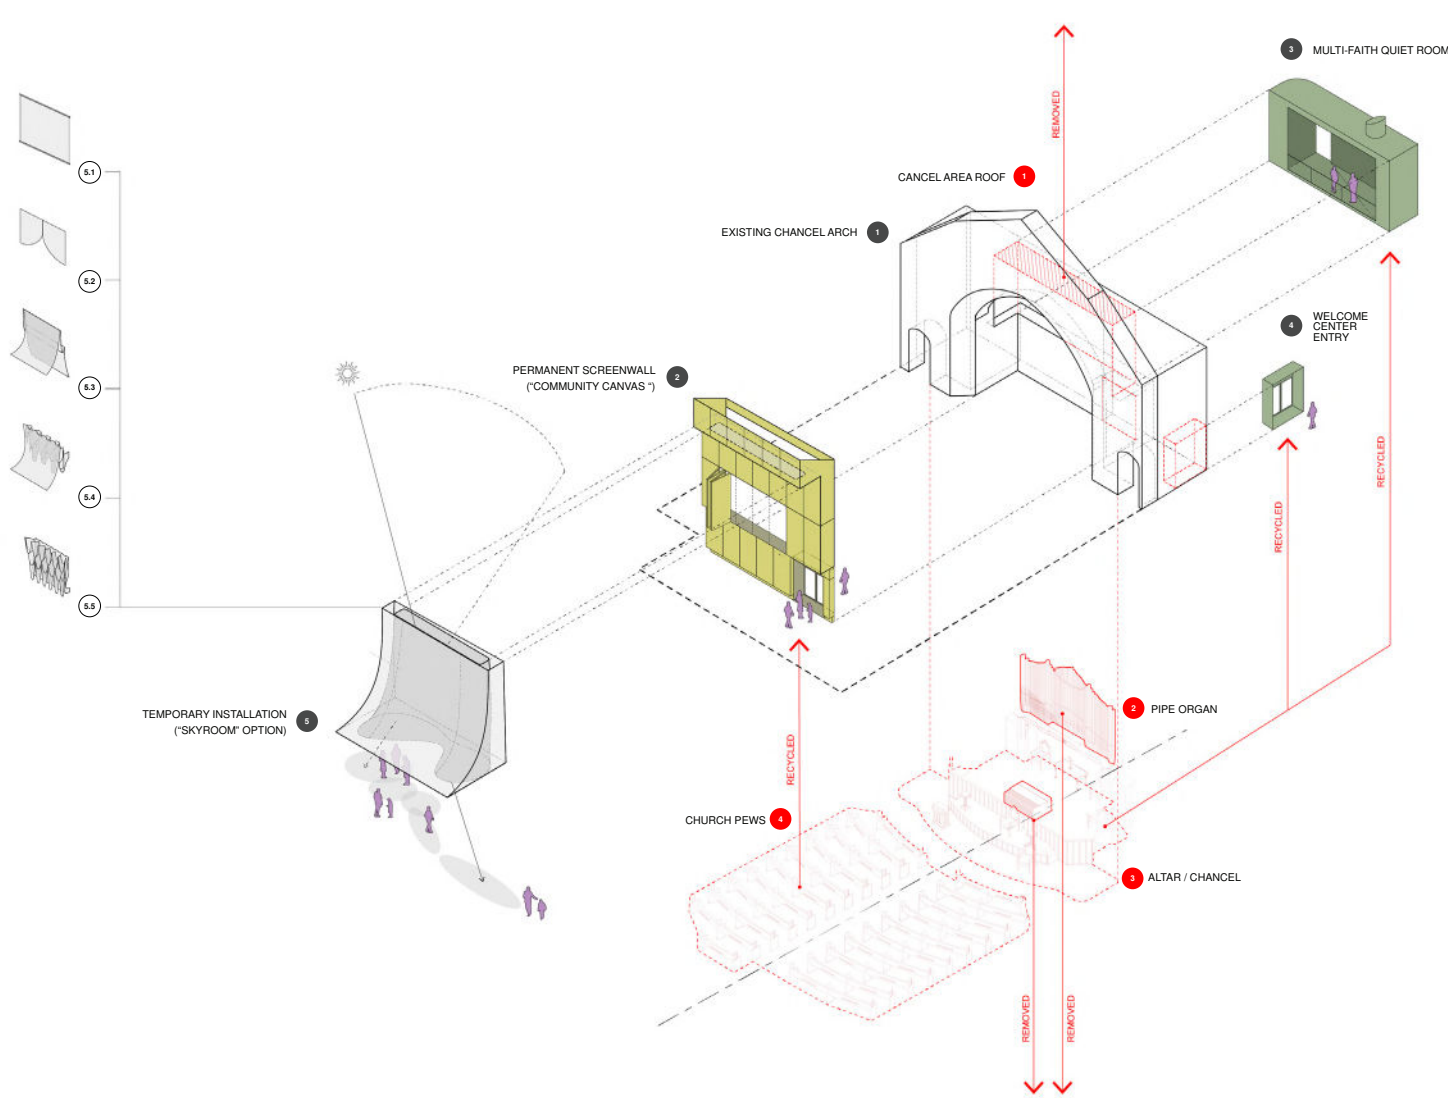 REMOVED
3 MULTI-FAITH QUIET ROOM
CANCEL AREA ROOF 1
EXISTING CHANCEL ARCH 1
5.1
5.2
5.3
5.4
5.5
4 WELCOME
CENTER
ENTRY
PERMANENT SCREENWALL 2
("COMMUNITY CANVAS “)
RECYCLED
RECYCLED
TEMPORARY INSTALLATION 5
(“SKYROOM” OPTION)
2 PIPE ORGAN
RECYCLED
CHURCH PEWS 4
3 ALTAR / CHANCEL
REMOVED
REMOVED